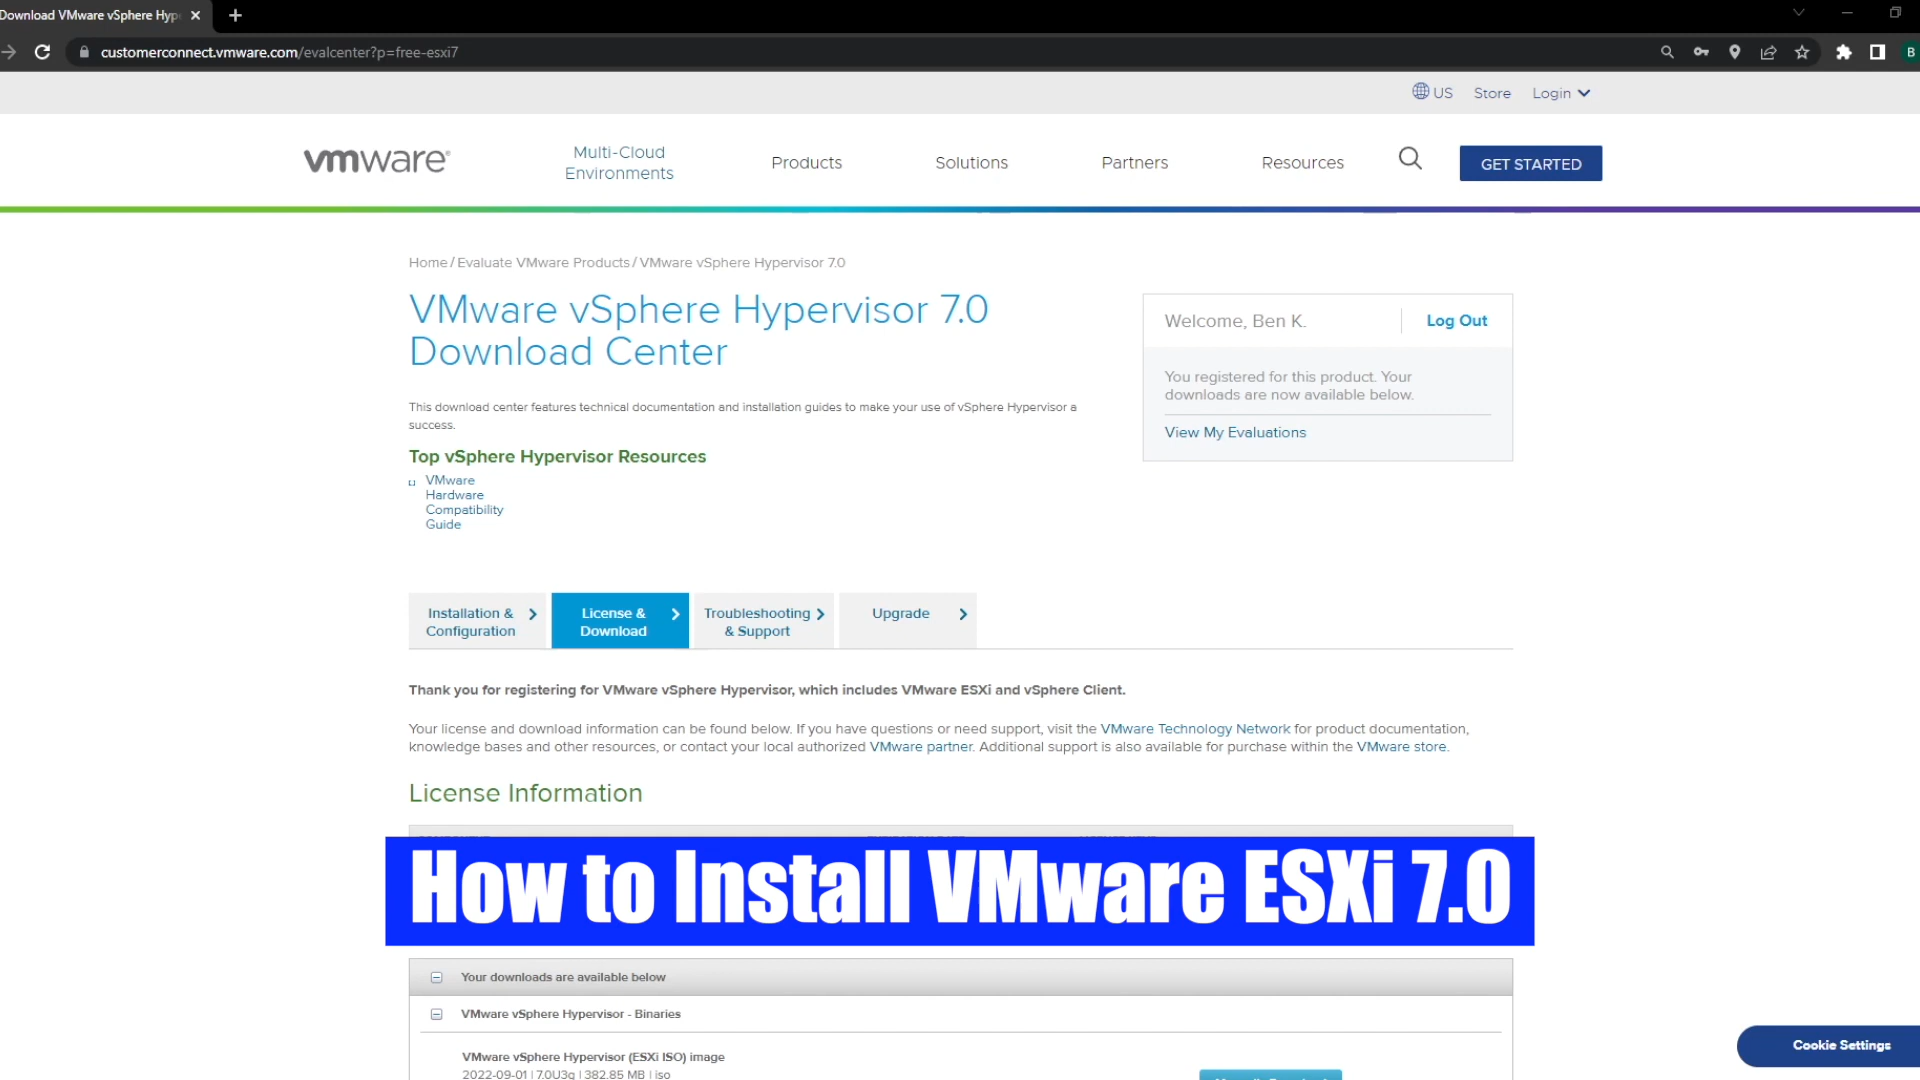 Download VMware vSphere Hyp
customerconnect.vmware.com/evalcenter?p=free-esxi7
B
US Store Login
vmware
Multi-Cloud
Environments
Products
Solutions
Partners
Resources
GET STARTED
Home / Evaluate VMware Products / VMware vSphere Hypervisor 7.0
VMware vSphere Hypervisor 7.0
Download Center
Welcome, Ben K.
Log Out
You registered for this product. Your
downloads are now available below.
View My Evaluations
This download center features technical documentation and installation guides to make your use of vSphere Hypervisor a
success.
Top vSphere Hypervisor Resources
VMware
Hardware
Compatibility
Guide
Installation &
Configuration
License &
Download
Troubleshooting
& Support
Upgrade
Thank you for registering for VMware vSphere Hypervisor, which includes VMware ESXi and vSphere Client.
Your license and download information can be found below. If you have questions or need support, visit the VMware Technology Network for product documentation,
knowledge bases and other resources, or contact your local authorized VMware partner. Additional support is also available for purchase within the VMware store.
License Information
How to Install VMware ESXi 7.0
Your downloads are available below
VMware vSphere Hypervisor - Binaries
VMware vSphere Hypervisor (ESXi ISO) image
2022-09-01 | 7.0U3g | 382.85 MB | iso
Cookie Settings